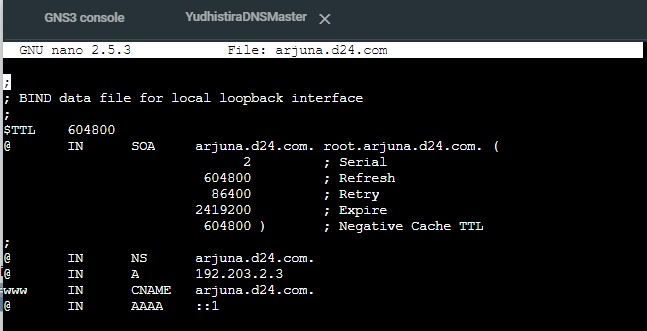 GNS3 console YudhistiraDNSMaster ×
GNU nano 2.5.3 File: arjuna.d24.com
;
; BIND data file for local loopback interface
;
$TTL 604800
@ IN SOA arjuna.d24.com. root.arjuna.d24.com. (
2 ; Serial
604800 ; Refresh
86400 ; Retry
2419200 ; Expire
604800 ) ; Negative Cache TTL
;
@ IN NS arjuna.d24.com.
@ IN A 192.203.2.3
www IN CNAME arjuna.d24.com.
@ IN AAAA ::1